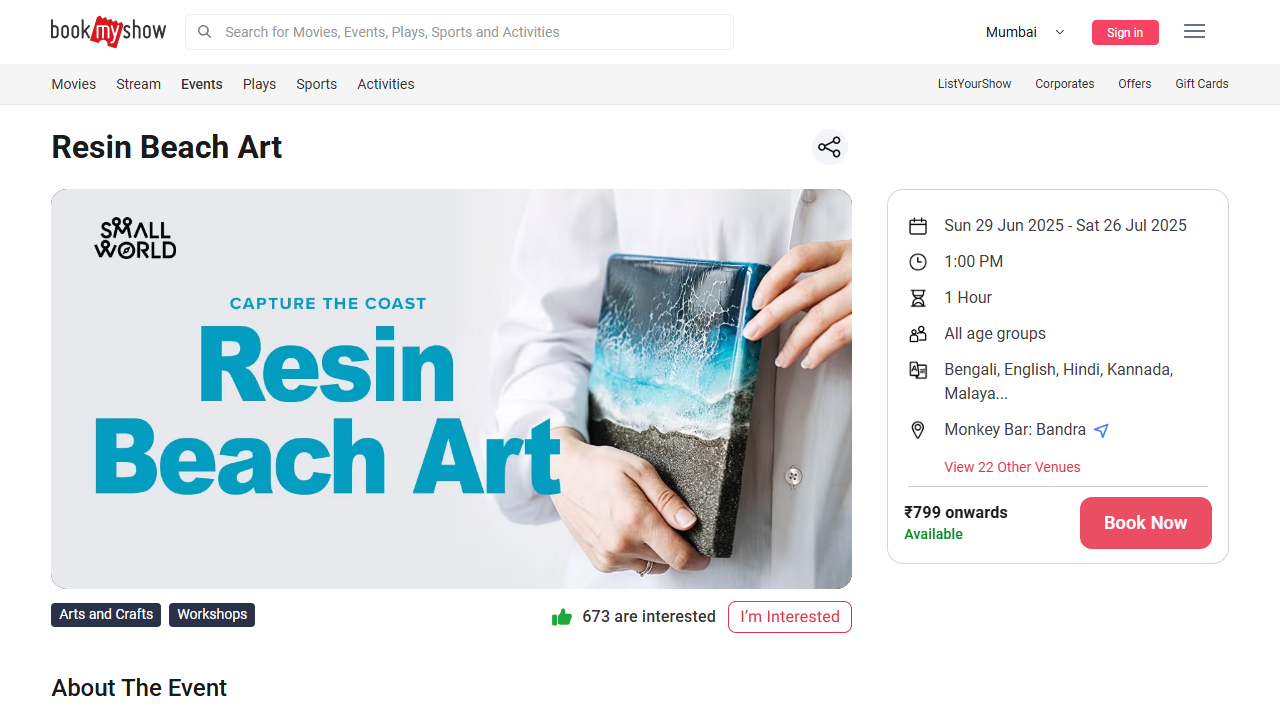 bookmyshow
Search for Movies, Events, Plays, Sports and Activities
Mumbai
Sign in
Movies Stream Events Plays Sports Activities
ListYourShow Corporates Offers Gift Cards
Resin Beach Art
SMALL
WORLD
CAPTURE THE COAST
Resin
Beach Art
Sun 29 Jun 2025 - Sat 26 Jul 2025
1:00 PM
1 Hour
All age groups
Bengali, English, Hindi, Kannada,
Malaya...
Monkey Bar: Bandra
View 22 Other Venues
₹799 onwards
Available
Book Now
Arts and Crafts
Workshops
673 are interested
I’m Interested
About The Event